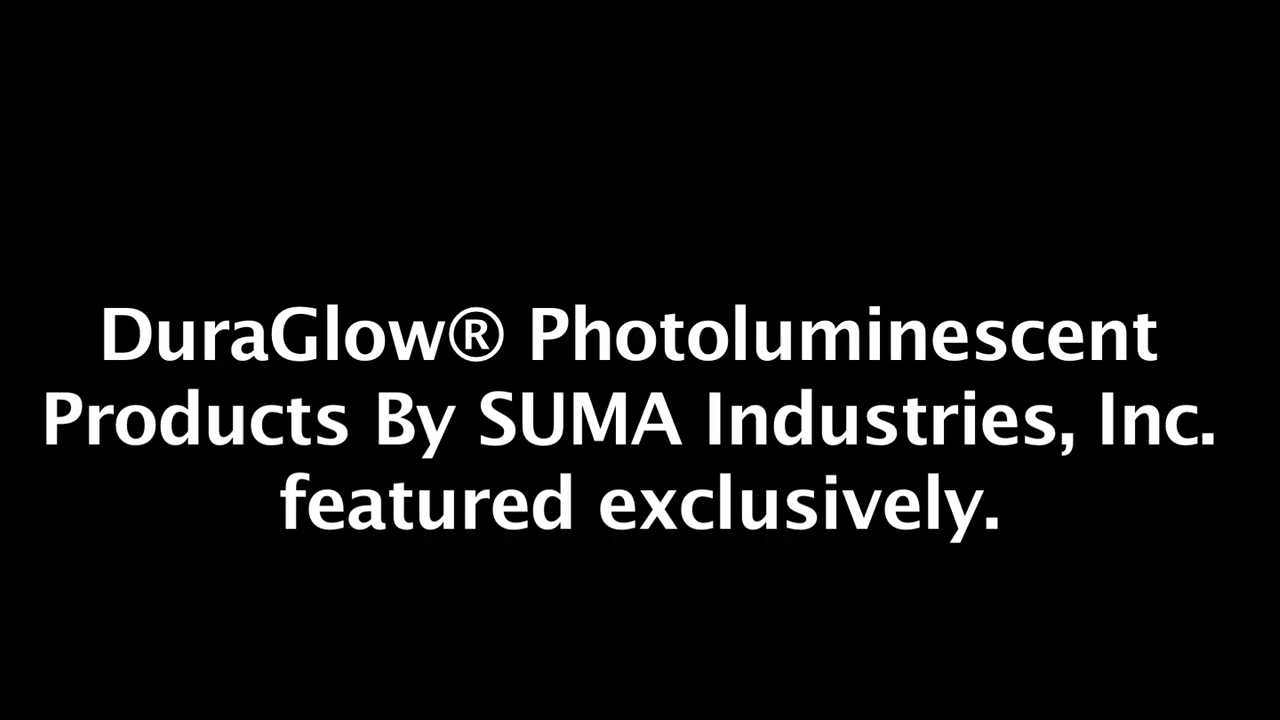 DuraGlow® Photoluminescent
Products By SUMA Industries, Inc.
featured exclusively.